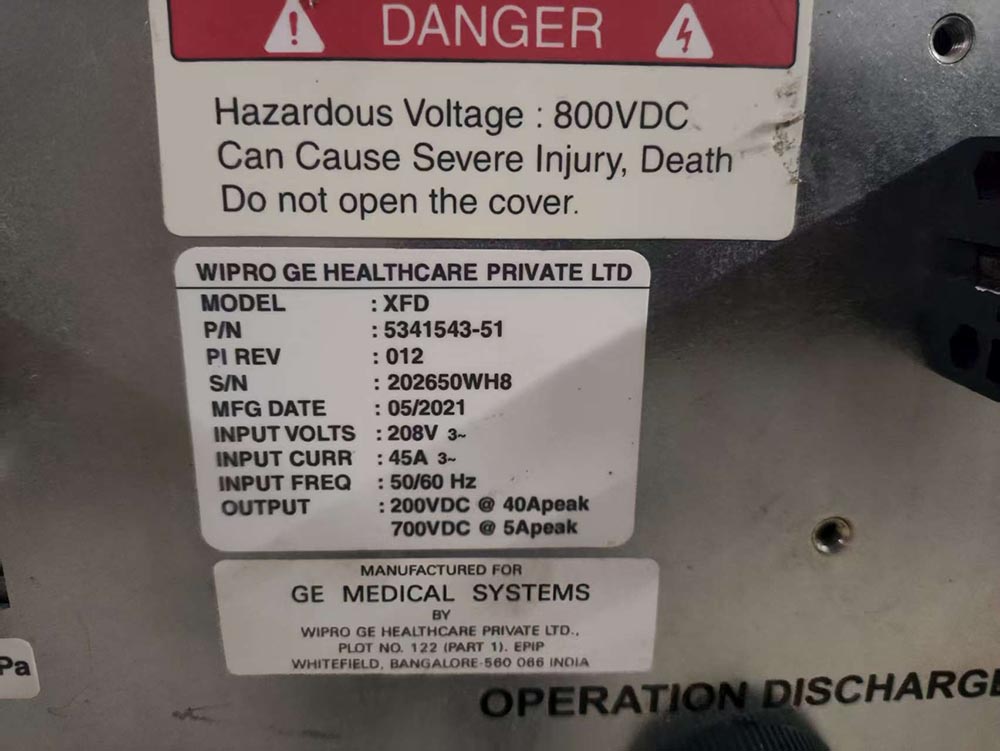 DANGER
Hazardous Voltage : 800VDC
Can Cause Severe Injury, Death
Do not open the cover.
WIPRO GE HEALTHCARE PRIVATE LTD
MODEL : XFD
P/N : 5341543-51
PI REV : 012
S/N : 202650WH8
MFG DATE : 05/2021
INPUT VOLTS : 208V 3~
INPUT CURR : 45A 3~
INPUT FREQ : 50/60 Hz
OUTPUT : 200VDC @ 40Apeak
700VDC @ 5Apeak
MANUFACTURED FOR
GE MEDICAL SYSTEMS
BY
WIPRO GE HEALTHCARE PRIVATE LTD.,
PLOT NO. 122 (PART 1). EPIP
WHITEFIELD, BANGALORE-560 066 INDIA
Pa
OPERATION DISCHARGE